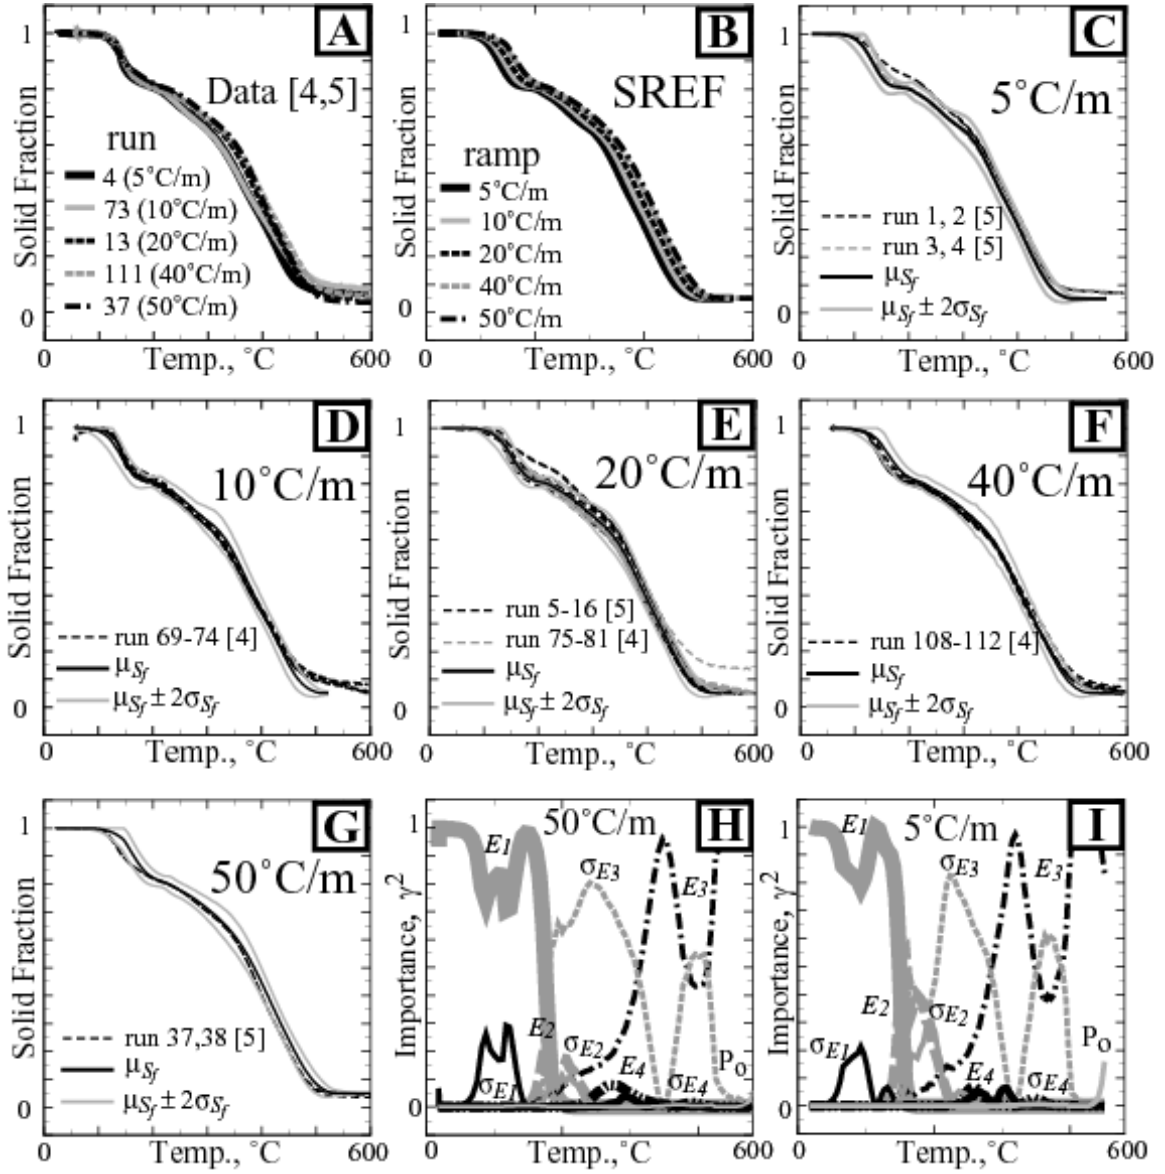 A
Data [4,5]
run
4 (5°C/m)
73 (10°C/m)
13 (20°C/m)
111 (40°C/m)
37 (50°C/m)
Solid Fraction
1
0
0
Temp., °C
600
B
SREF
ramp
5°C/m
10°C/m
20°C/m
40°C/m
50°C/m
Solid Fraction
1
0
0
Temp., °C
600
C
5°C/m
run 1, 2 [5]
run 3, 4 [5]
μSf
μSf ± 2σSf
Solid Fraction
1
0
0
Temp., °C
600
D
10°C/m
run 69-74 [4]
μSf
μSf ± 2σSf
Solid Fraction
1
0
0
Temp., °C
600
E
20°C/m
run 5-16 [5]
run 75-81 [4]
μSf
μSf ± 2σSf
Solid Fraction
1
0
0
Temp., °C
600
F
40°C/m
run 108-112 [4]
μSf
μSf ± 2σSf
Solid Fraction
1
0
0
Temp., °C
600
G
50°C/m
run 37,38 [5]
μSf
μSf ± 2σSf
Solid Fraction
1
0
0
Temp., °C
600
H
50°C/m
E1
σE3
E3
E2
σE2
E4
σE1
σE4
Po
Importance, γ²
1
0
0
Temp., °C
600
I
5°C/m
E1
σE3
E3
E2
σE2
σE1
E4
σE4
Po
Importance, γ²
1
0
0
Temp., °C
600